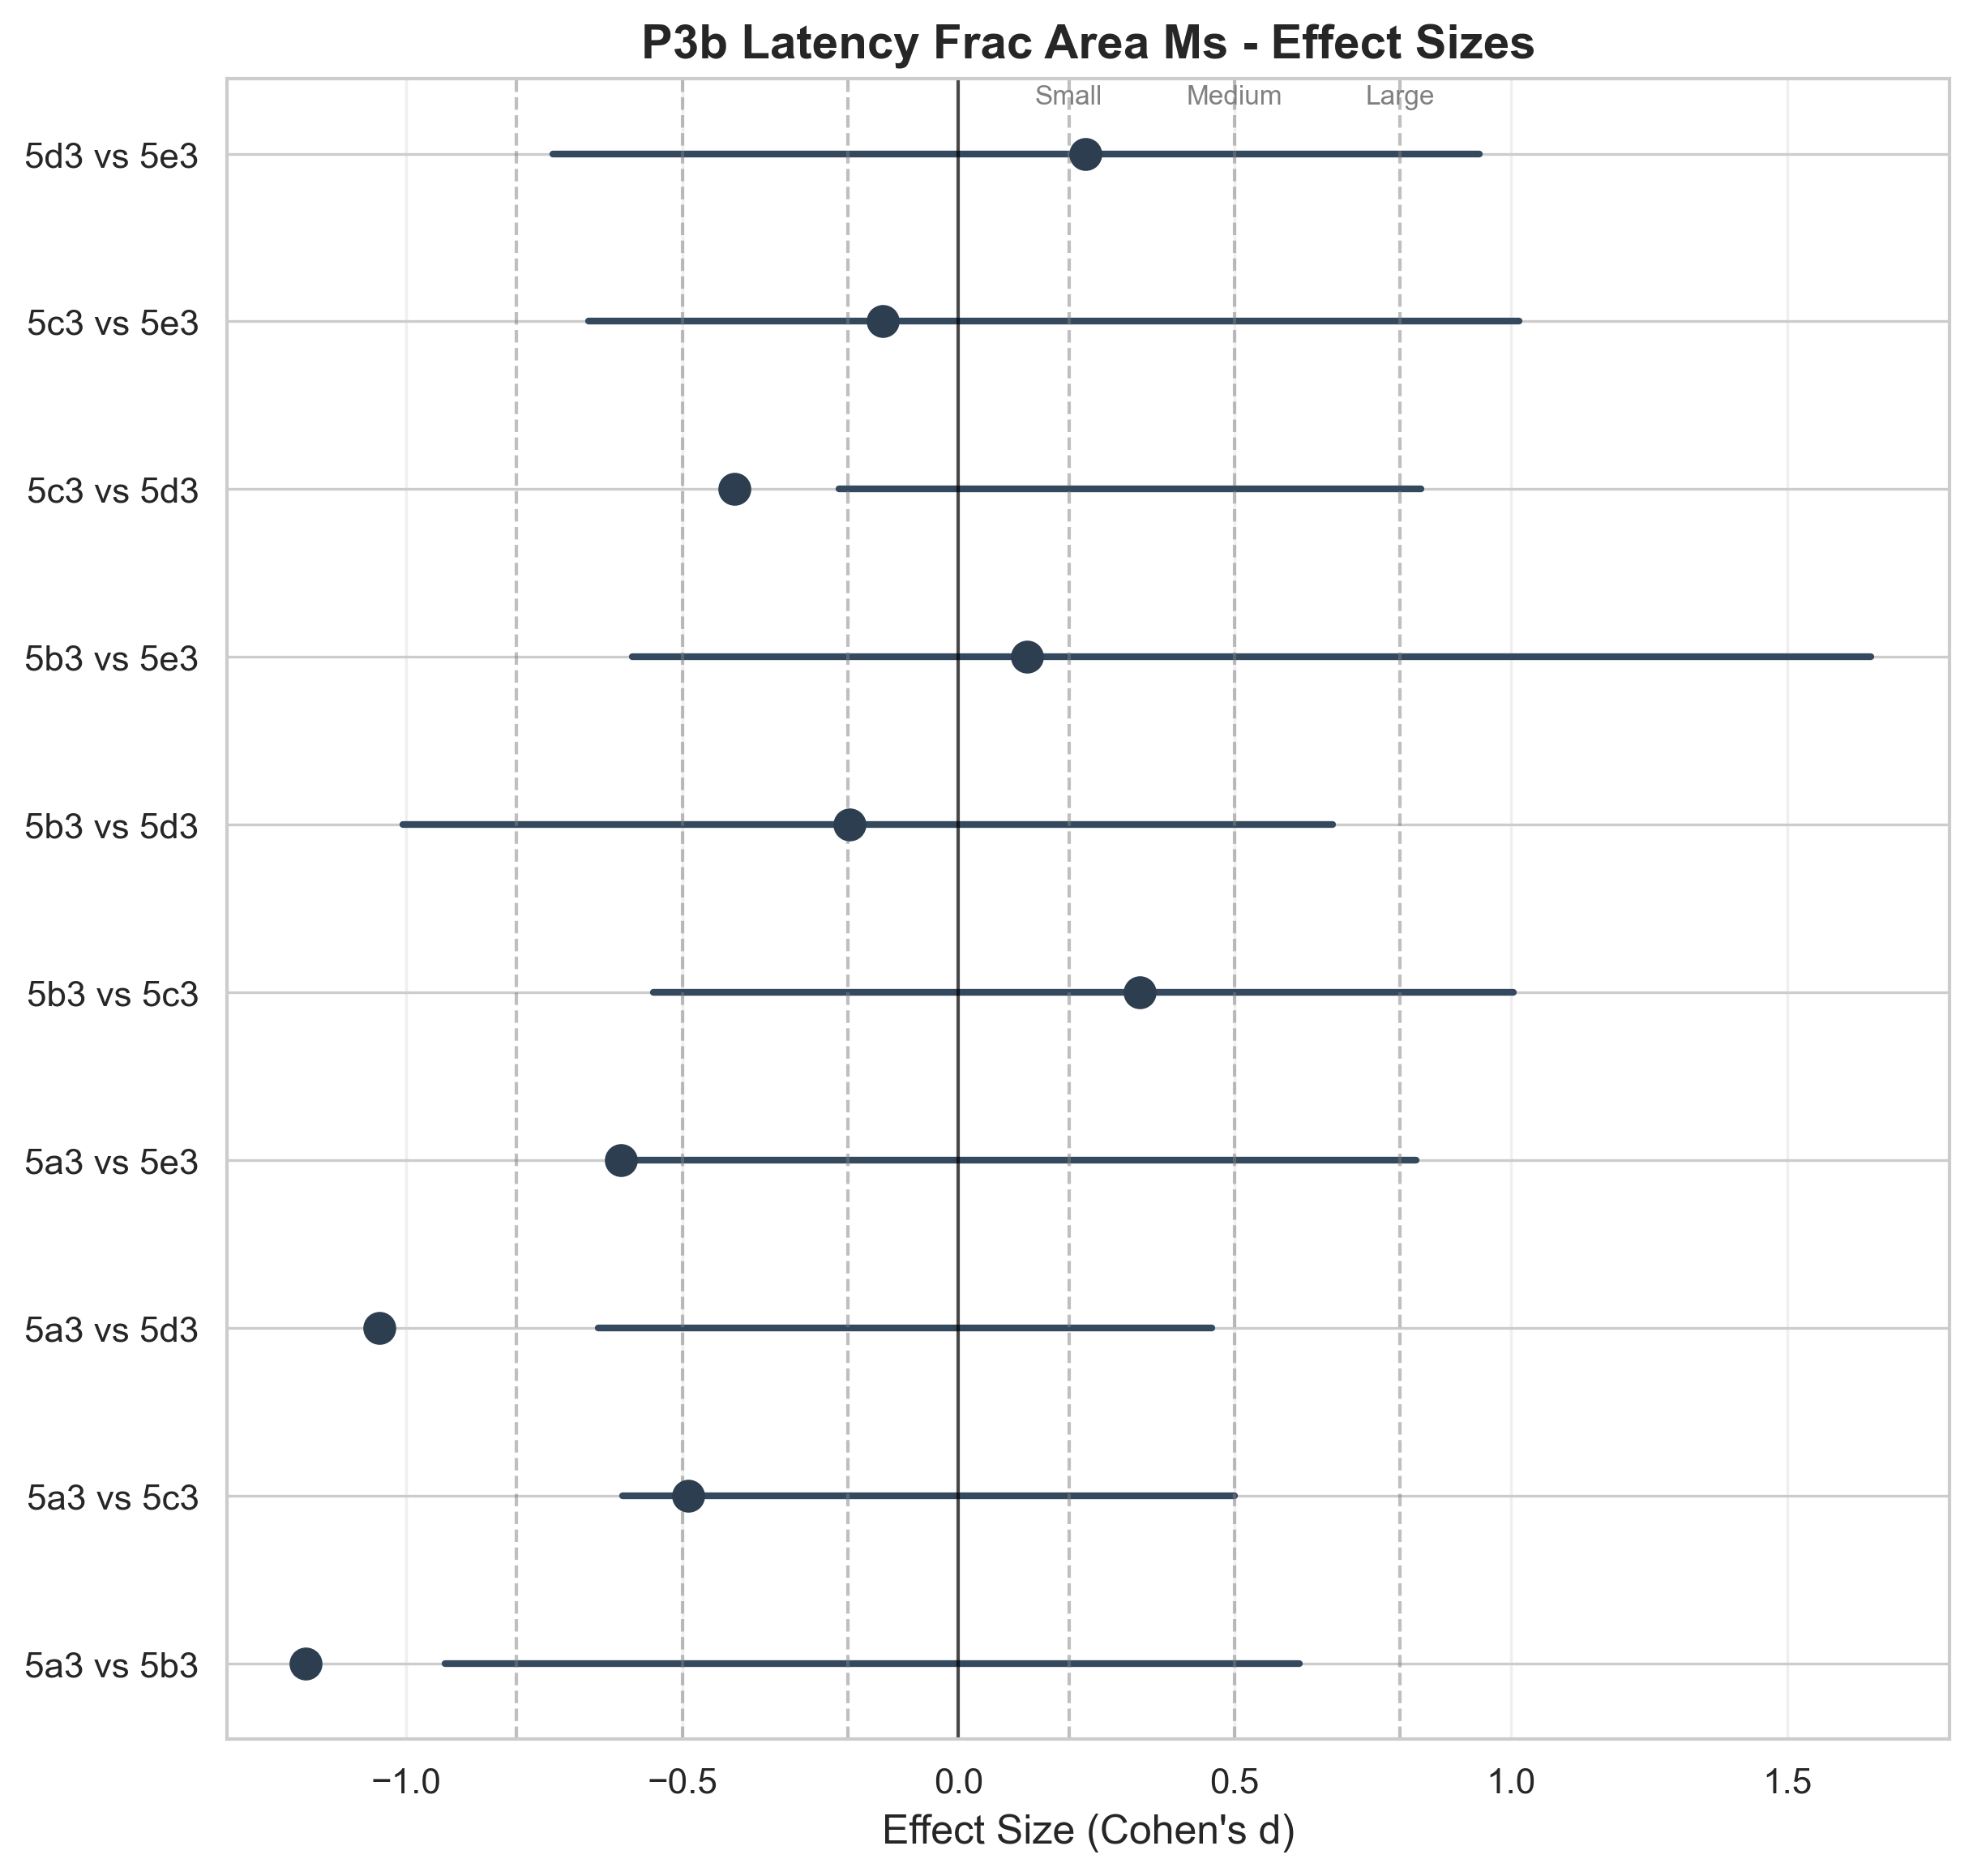 P3b Latency Frac Area Ms - Effect Sizes
Small Medium Large
5d3 vs 5e3
5c3 vs 5e3
5c3 vs 5d3
5b3 vs 5e3
5b3 vs 5d3
5b3 vs 5c3
5a3 vs 5e3
5a3 vs 5d3
5a3 vs 5c3
5a3 vs 5b3
−1.0 −0.5 0.0 0.5 1.0 1.5
Effect Size (Cohen's d)